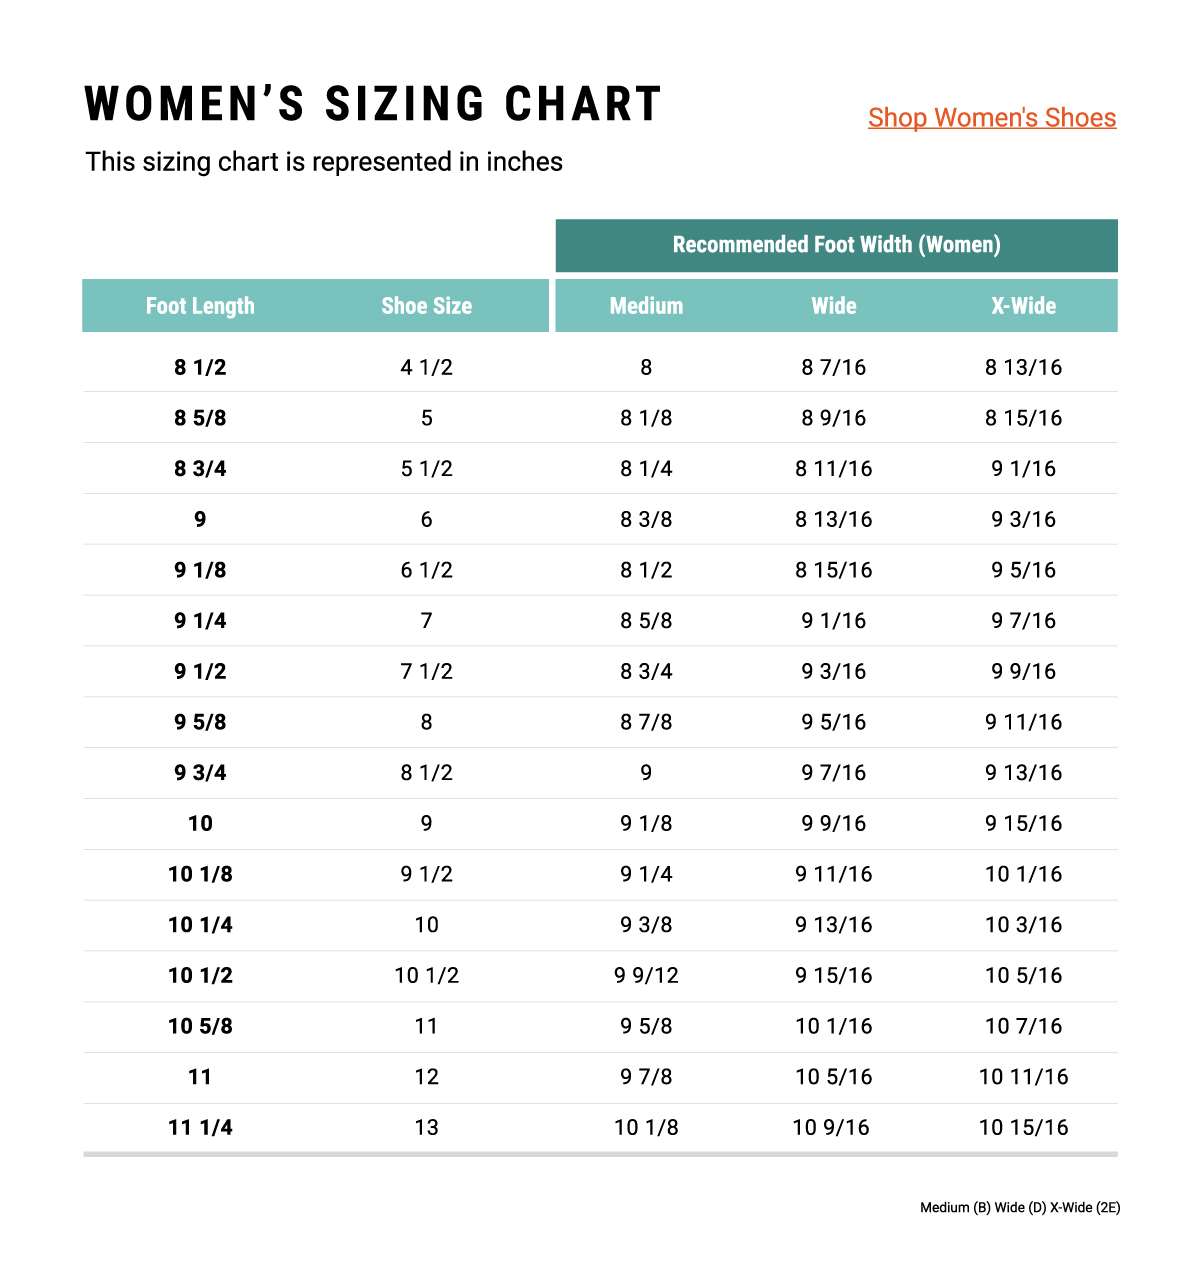 WOMEN’S SIZING CHART
Shop Women's Shoes
This sizing chart is represented in inches
Recommended Foot Width (Women)
Foot Length Shoe Size Medium Wide X-Wide
8 1/2 4 1/2 8 8 7/16 8 13/16
8 5/8 5 8 1/8 8 9/16 8 15/16
8 3/4 5 1/2 8 1/4 8 11/16 9 1/16
9 6 8 3/8 8 13/16 9 3/16
9 1/8 6 1/2 8 1/2 8 15/16 9 5/16
9 1/4 7 8 5/8 9 1/16 9 7/16
9 1/2 7 1/2 8 3/4 9 3/16 9 9/16
9 5/8 8 8 7/8 9 5/16 9 11/16
9 3/4 8 1/2 9 9 7/16 9 13/16
10 9 9 1/8 9 9/16 9 15/16
10 1/8 9 1/2 9 1/4 9 11/16 10 1/16
10 1/4 10 9 3/8 9 13/16 10 3/16
10 1/2 10 1/2 9 9/12 9 15/16 10 5/16
10 5/8 11 9 5/8 10 1/16 10 7/16
11 12 9 7/8 10 5/16 10 11/16
11 1/4 13 10 1/8 10 9/16 10 15/16
Medium (B) Wide (D) X-Wide (2E)